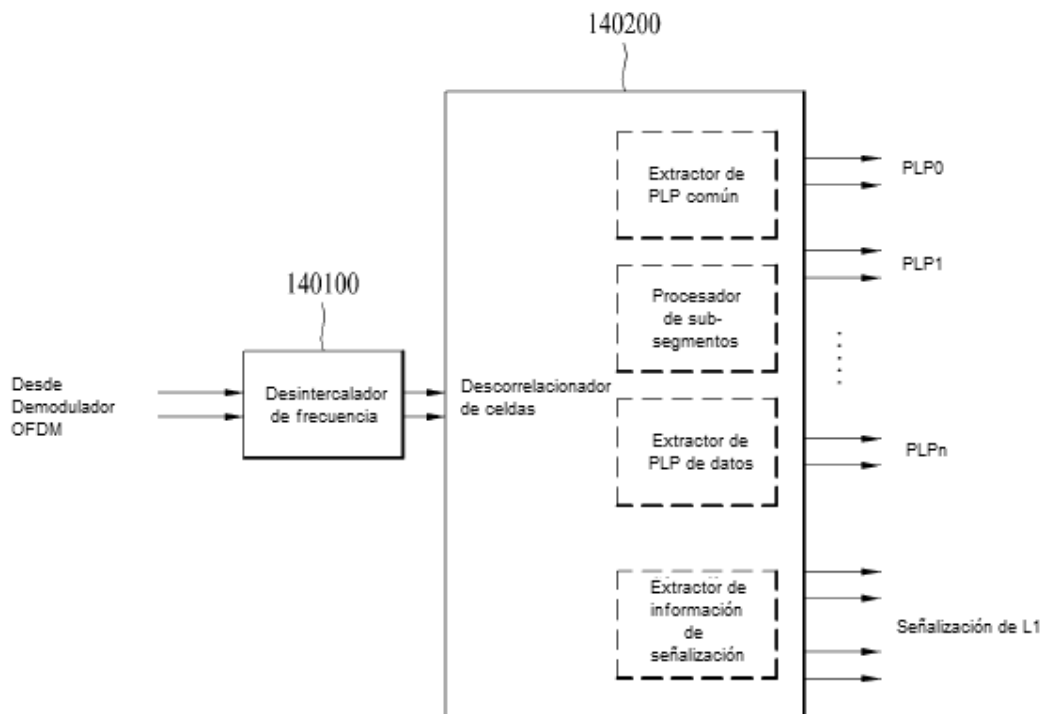 140200
Extractor de
PLP común
PLP0
PLP1
140100
Procesador
de sub-
segmentos
Desde
Demodulador
OFDM
Desintercalador
de frecuencia
Descorrelacionador
de celdas
Extractor de
PLP de datos
PLPn
Extractor de
información
de
señalización
Señalización de L1